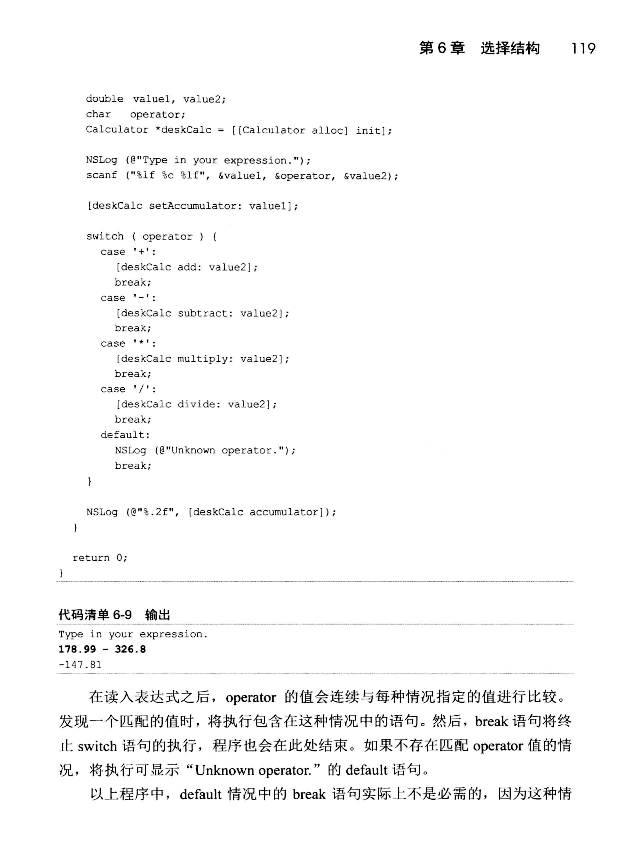 第 6 章 选择结构 119
double value1, value2;
char operator;
Calculator *deskCalc = [[Calculator alloc] init];
NSLog (@"Type in your expression.");
scanf ("%lf %c %lf", &value1, &operator, &value2);
[deskCalc setAccumulator: value1];
switch ( operator ) {
case '+':
[deskCalc add: value2];
break;
case '-':
[deskCalc subtract: value2];
break;
case '*':
[deskCalc multiply: value2];
break;
case '/':
[deskCalc divide: value2];
break;
default:
NSLog (@"Unknown operator.");
break;
}
NSLog (@"%.2f", [deskCalc accumulator]);
}
return 0;
}
代码清单 6-9 输出
Type in your expression.
178.99 - 326.8
-147.81
在读入表达式之后，operator 的值会连续与每种情况指定的值进行比较。
发现一个匹配的值时，将执行包含在这种情况中的语句。然后，break 语句将终
止 switch 语句的执行，程序也会在此处结束。如果不存在匹配 operator 值的情
况，将执行可显示“Unknown operator.”的 default 语句。
以上程序中，default 情况中的 break 语句实际上不是必需的，因为这种情